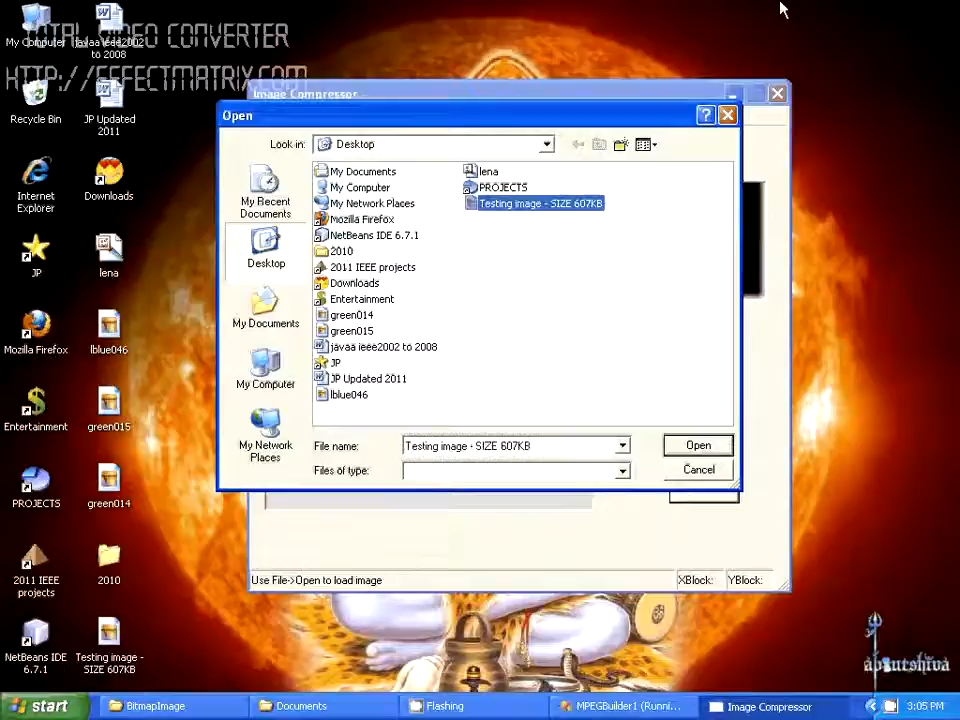 TOTAL VIDEO CONVERTER
HTTP://EFFECTMATRIX.COM
My Computer
javaa ieee2002
to 2008
Recycle Bin
JP Updated
2011
Internet
Explorer
Downloads
JP
lena
Mozilla Firefox
lblue046
Entertainment
green015
PROJECTS
green014
2011 IEEE
projects
2010
NetBeans IDE
6.7.1
Testing image -
SIZE 607KB
Image Compressor
Open
Look in:
Desktop
My Recent
Documents
Desktop
My Documents
My Computer
My Network
Places
My Documents
My Computer
My Network Places
Mozilla Firefox
NetBeans IDE 6.7.1
2010
2011 IEEE projects
Downloads
Entertainment
green014
green015
javaa ieee2002 to 2008
JP
JP Updated 2011
lblue046
lena
PROJECTS
Testing image - SIZE 607KB
File name:
Testing image - SIZE 607KB
Open
Files of type:
Cancel
Use File->Open to load image
XBlock:
YBlock:
aboutshiva
start
BitmapImage
Documents
Flashing
MPEGBuilder1 (Runni...
Image Compressor
3:05 PM